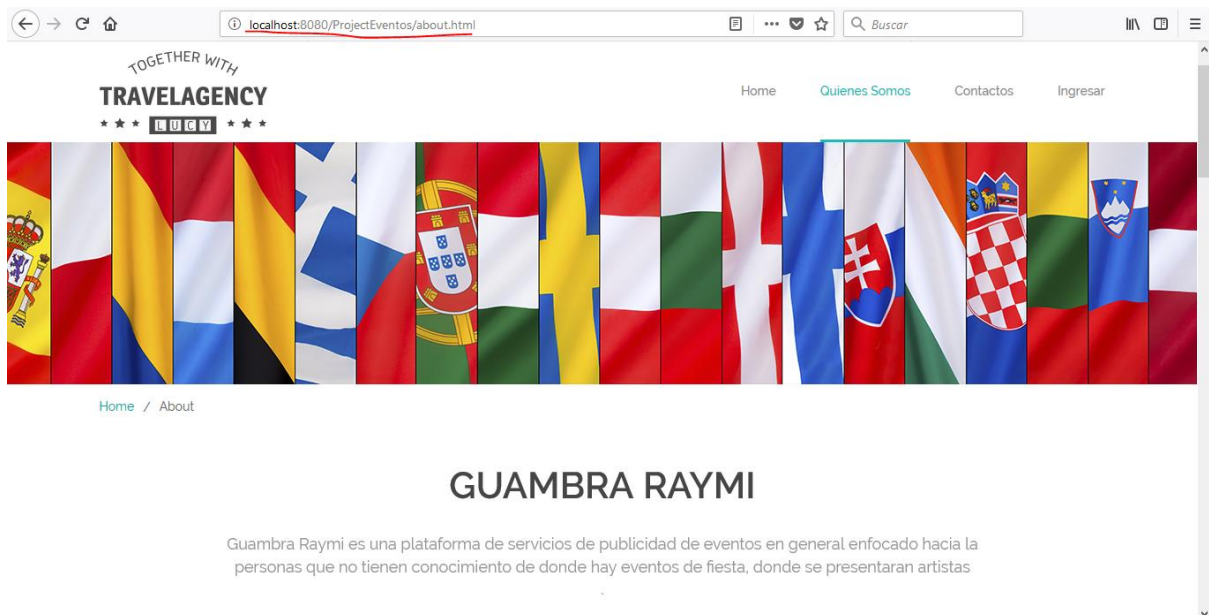 localhost:8080/ProjectEventos/about.html
Buscar
TOGETHER WITH
TRAVELAGENCY
LUCY
Home Quienes Somos Contactos Ingresar
Home / About
GUAMBRA RAYMI
Guambra Raymi es una plataforma de servicios de publicidad de eventos en general enfocado hacia la
personas que no tienen conocimiento de donde hay eventos de fiesta, donde se presentaran artistas
.